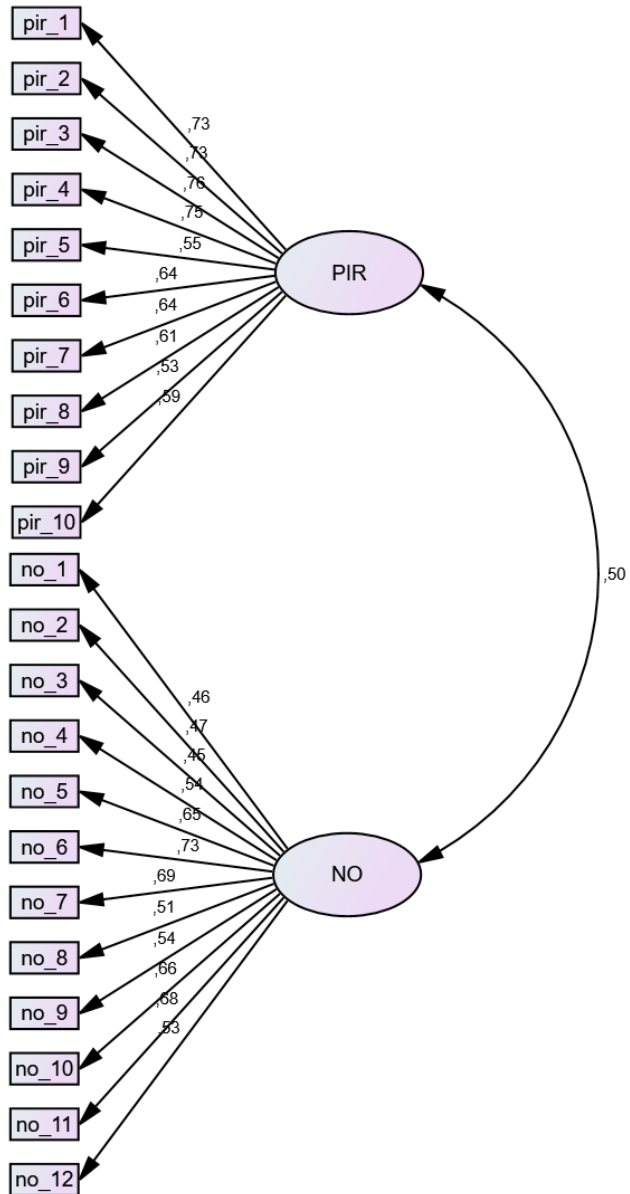 pir_1
pir_2
pir_3
pir_4
pir_5
pir_6
pir_7
pir_8
pir_9
pir_10
,73
,73
,76
,75
,55
,64
,64
,61
,53
,59
PIR
,50
no_1
no_2
no_3
no_4
no_5
no_6
no_7
no_8
no_9
no_10
no_11
no_12
,46
,47
,45
,54
,65
,73
,69
,51
,54
,66
,68
,53
NO